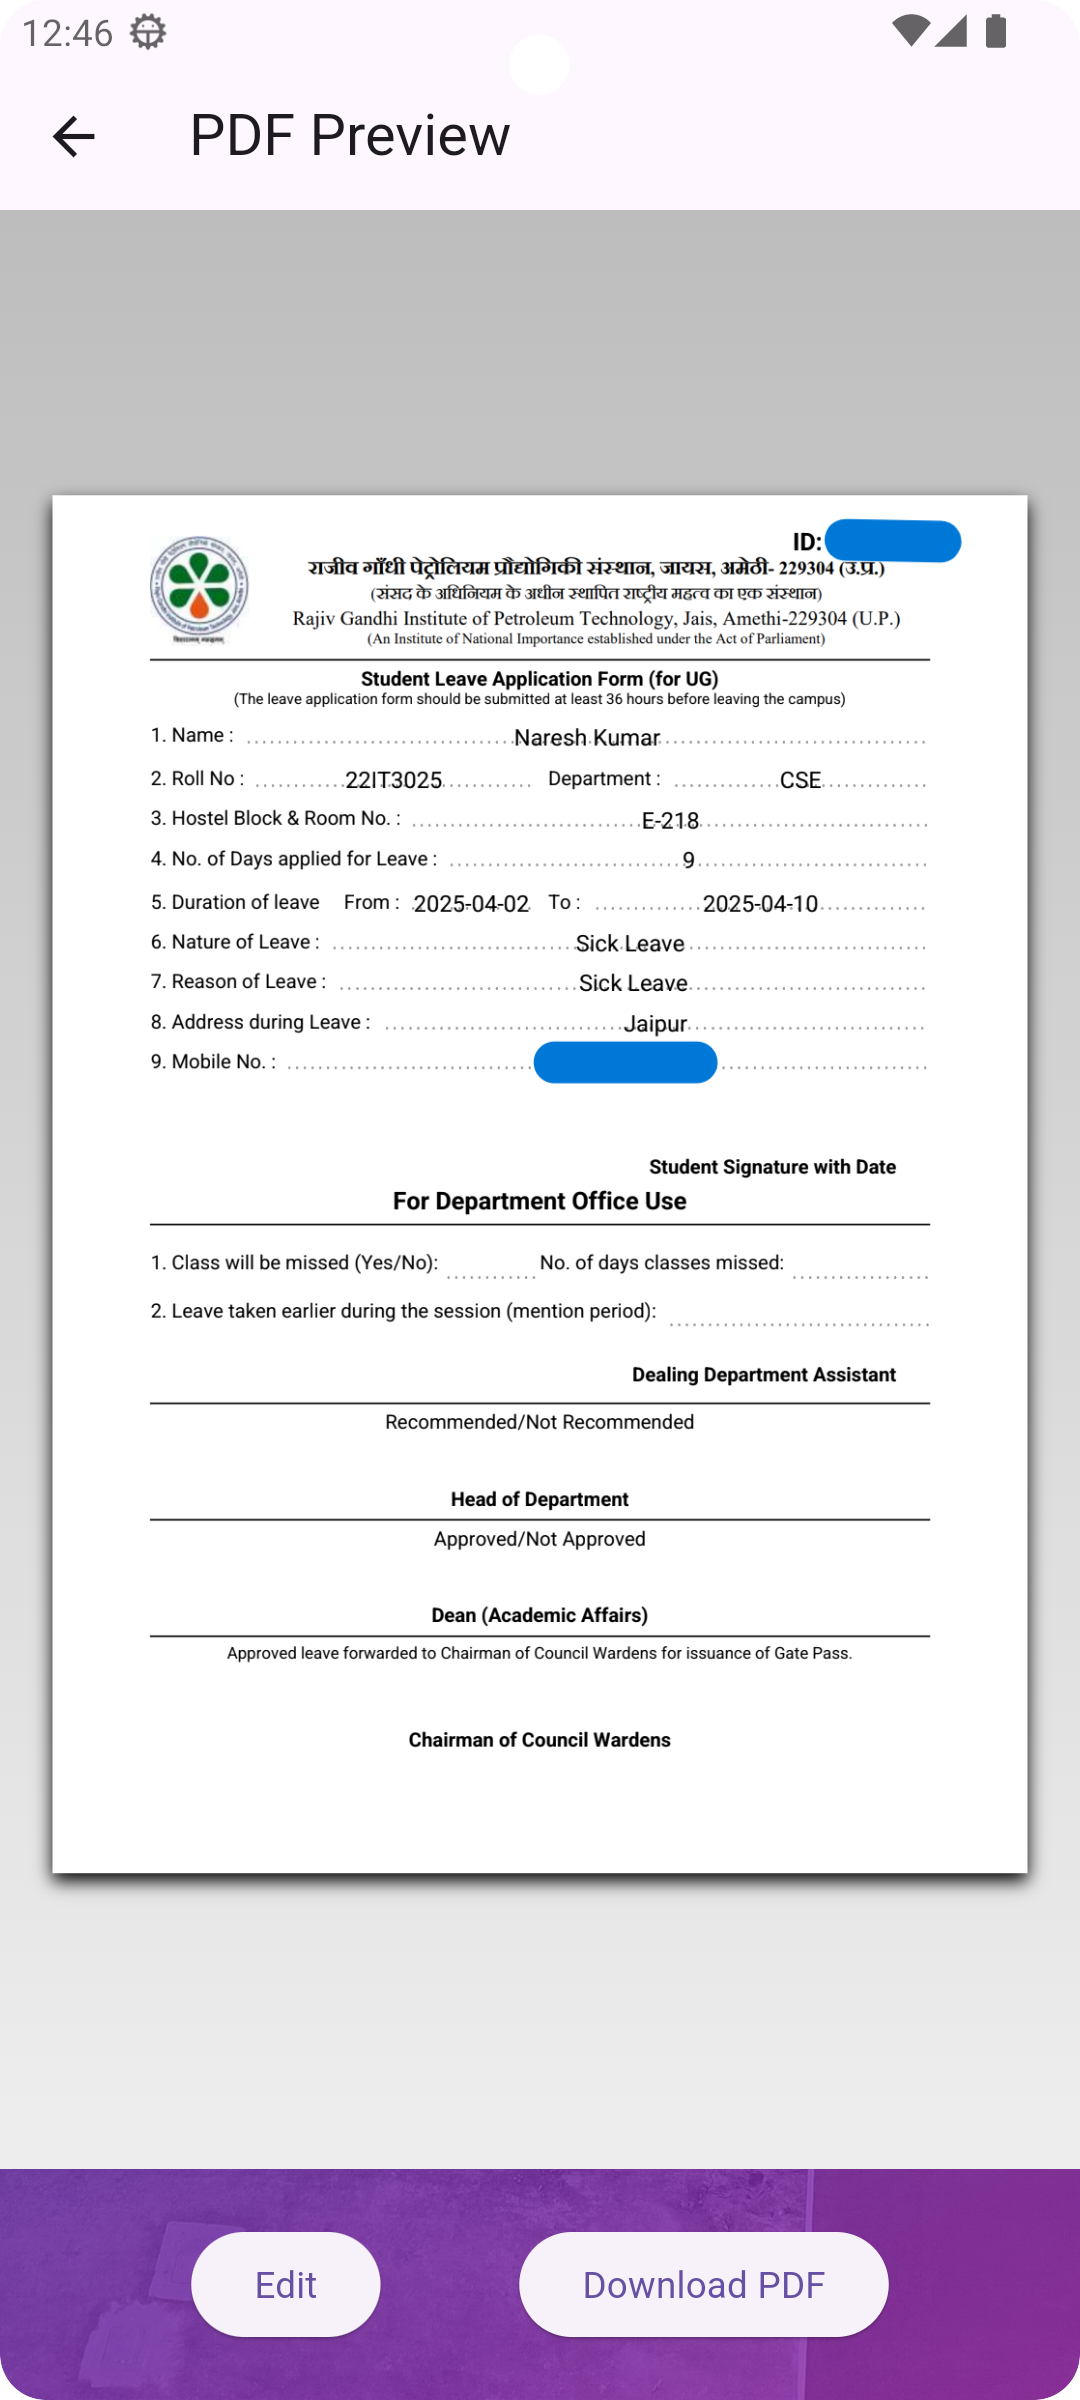 12:46
PDF Preview
ID:
राजीव गाँधी पेट्रोलियम प्रौद्योगिकी संस्थान, जायस, अमेठी- 229304 (उ.प्र.)
(संसद के अधिनियम के अधीन स्थापित राष्ट्रीय महत्व का एक संस्थान)
Rajiv Gandhi Institute of Petroleum Technology, Jais, Amethi-229304 (U.P.)
(An Institute of National Importance established under the Act of Parliament)
Student Leave Application Form (for UG)
(The leave application form should be submitted at least 36 hours before leaving the campus)
1. Name : Naresh Kumar
2. Roll No : 22IT3025 Department : CSE
3. Hostel Block & Room No. : E-218
4. No. of Days applied for Leave : 9
5. Duration of leave From : 2025-04-02 To : 2025-04-10
6. Nature of Leave : Sick Leave
7. Reason of Leave : Sick Leave
8. Address during Leave : Jaipur
9. Mobile No. :
Student Signature with Date
For Department Office Use
1. Class will be missed (Yes/No): No. of days classes missed:
2. Leave taken earlier during the session (mention period):
Dealing Department Assistant
Recommended/Not Recommended
Head of Department
Approved/Not Approved
Dean (Academic Affairs)
Approved leave forwarded to Chairman of Council Wardens for issuance of Gate Pass.
Chairman of Council Wardens
Edit Download PDF